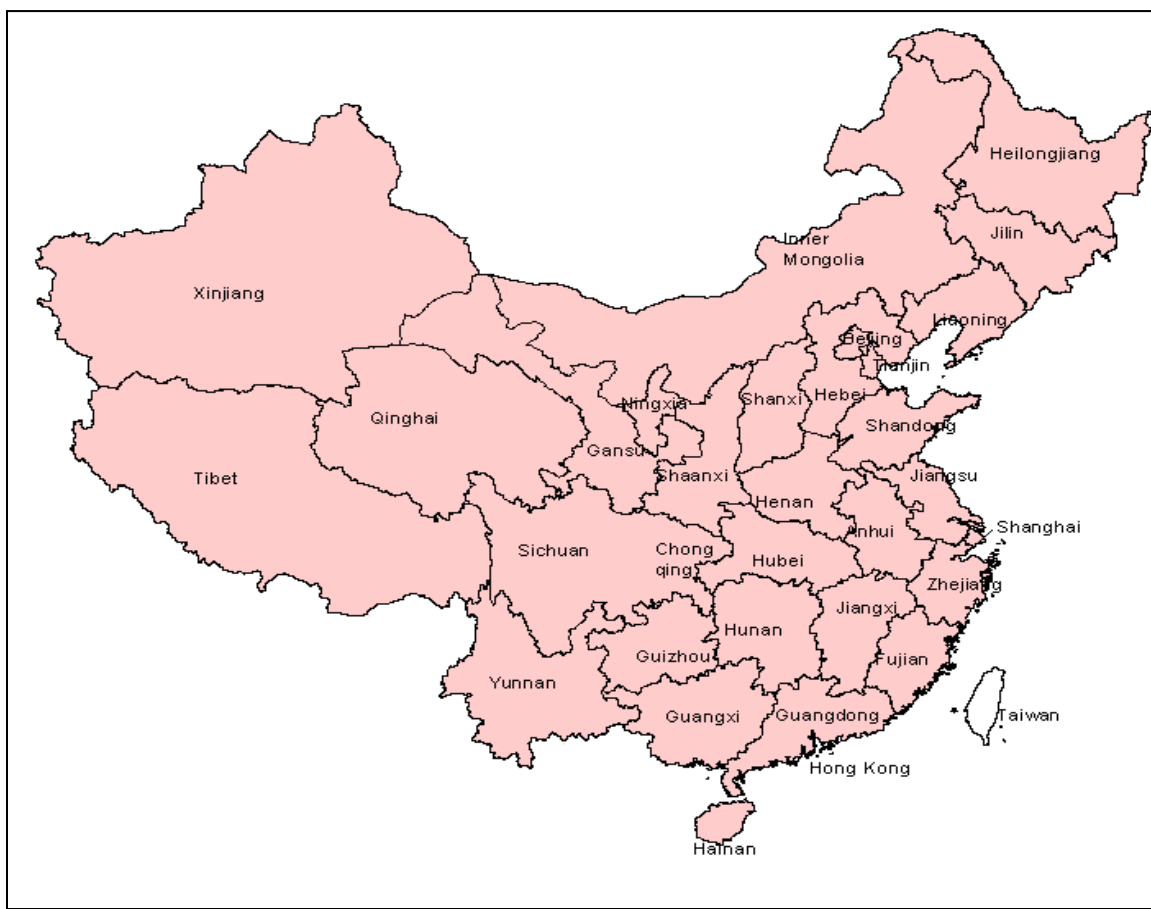 Heilongjiang
Jilin
Inner
Mongolia
Xinjiang
Liaoning
Beijing
Tianjin
Ningxia
Shanxi
Hebei
Qinghai
Shandong
Gansu
Tibet
Shaanxi
Jiangsu
Henan
Shanghai
Anhui
Sichuan
Chong
qing
Hubei
Zhejiang
Jiangxi
Hunan
Guizhou
Fujian
Yunnan
Guangxi
Guangdong
Taiwan
Hong Kong
Hainan